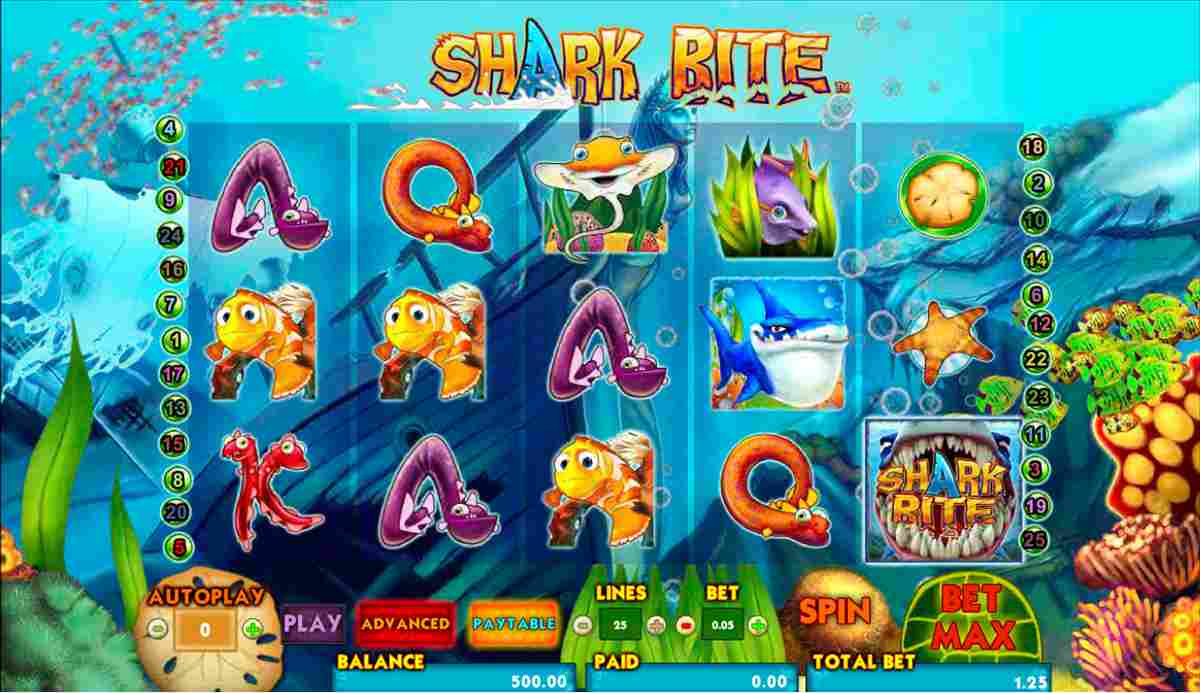 SHARK BITE™
4
21
9
24
16
7
1
17
13
15
8
20
5
A
Q
K
A
A
Q
SHARK
BITE
18
2
10
14
6
12
22
23
11
3
19
25
AUTOPLAY
0
PLAY
ADVANCED
PAYTABLE
LINES
25
BET
0.05
SPIN
BET
MAX
BALANCE
500.00
PAID
0.00
TOTAL BET
1.25